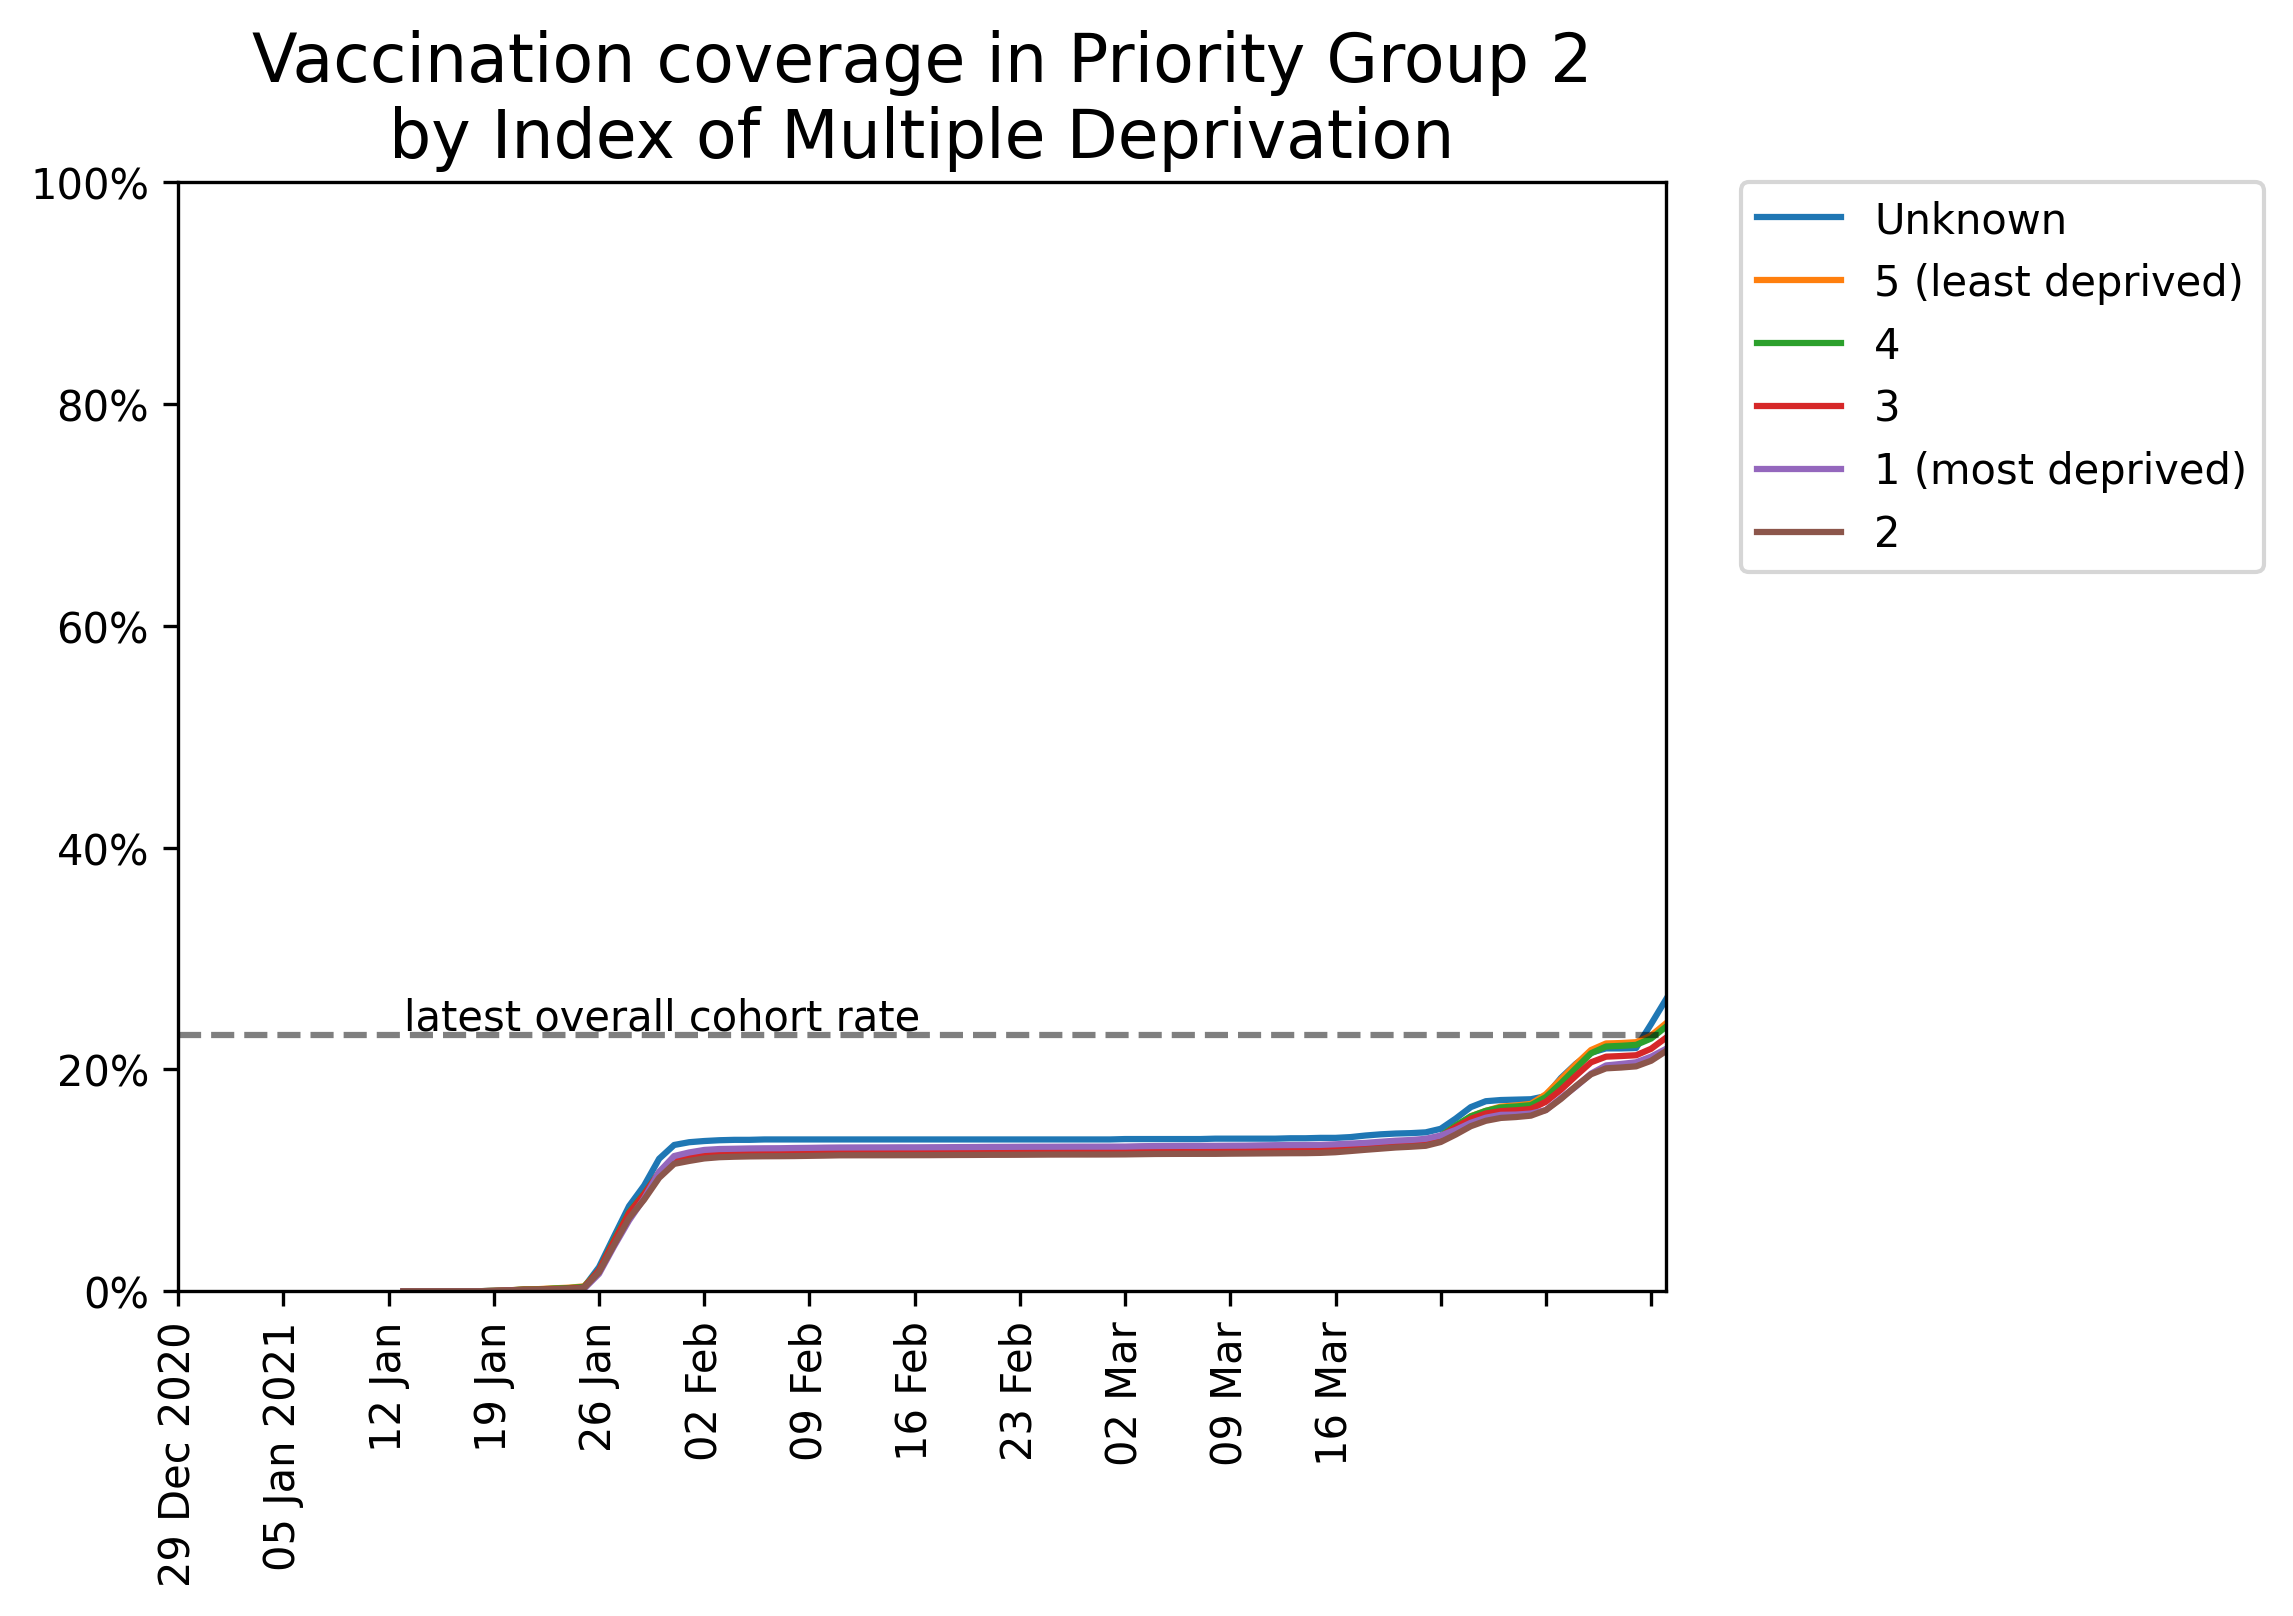 Vaccination coverage in Priority Group 2
by Index of Multiple Deprivation
100%
80%
60%
40%
20%
0%
latest overall cohort rate
29 Dec 2020
05 Jan 2021
12 Jan
19 Jan
26 Jan
02 Feb
09 Feb
16 Feb
23 Feb
02 Mar
09 Mar
16 Mar
Unknown
5 (least deprived)
4
3
1 (most deprived)
2